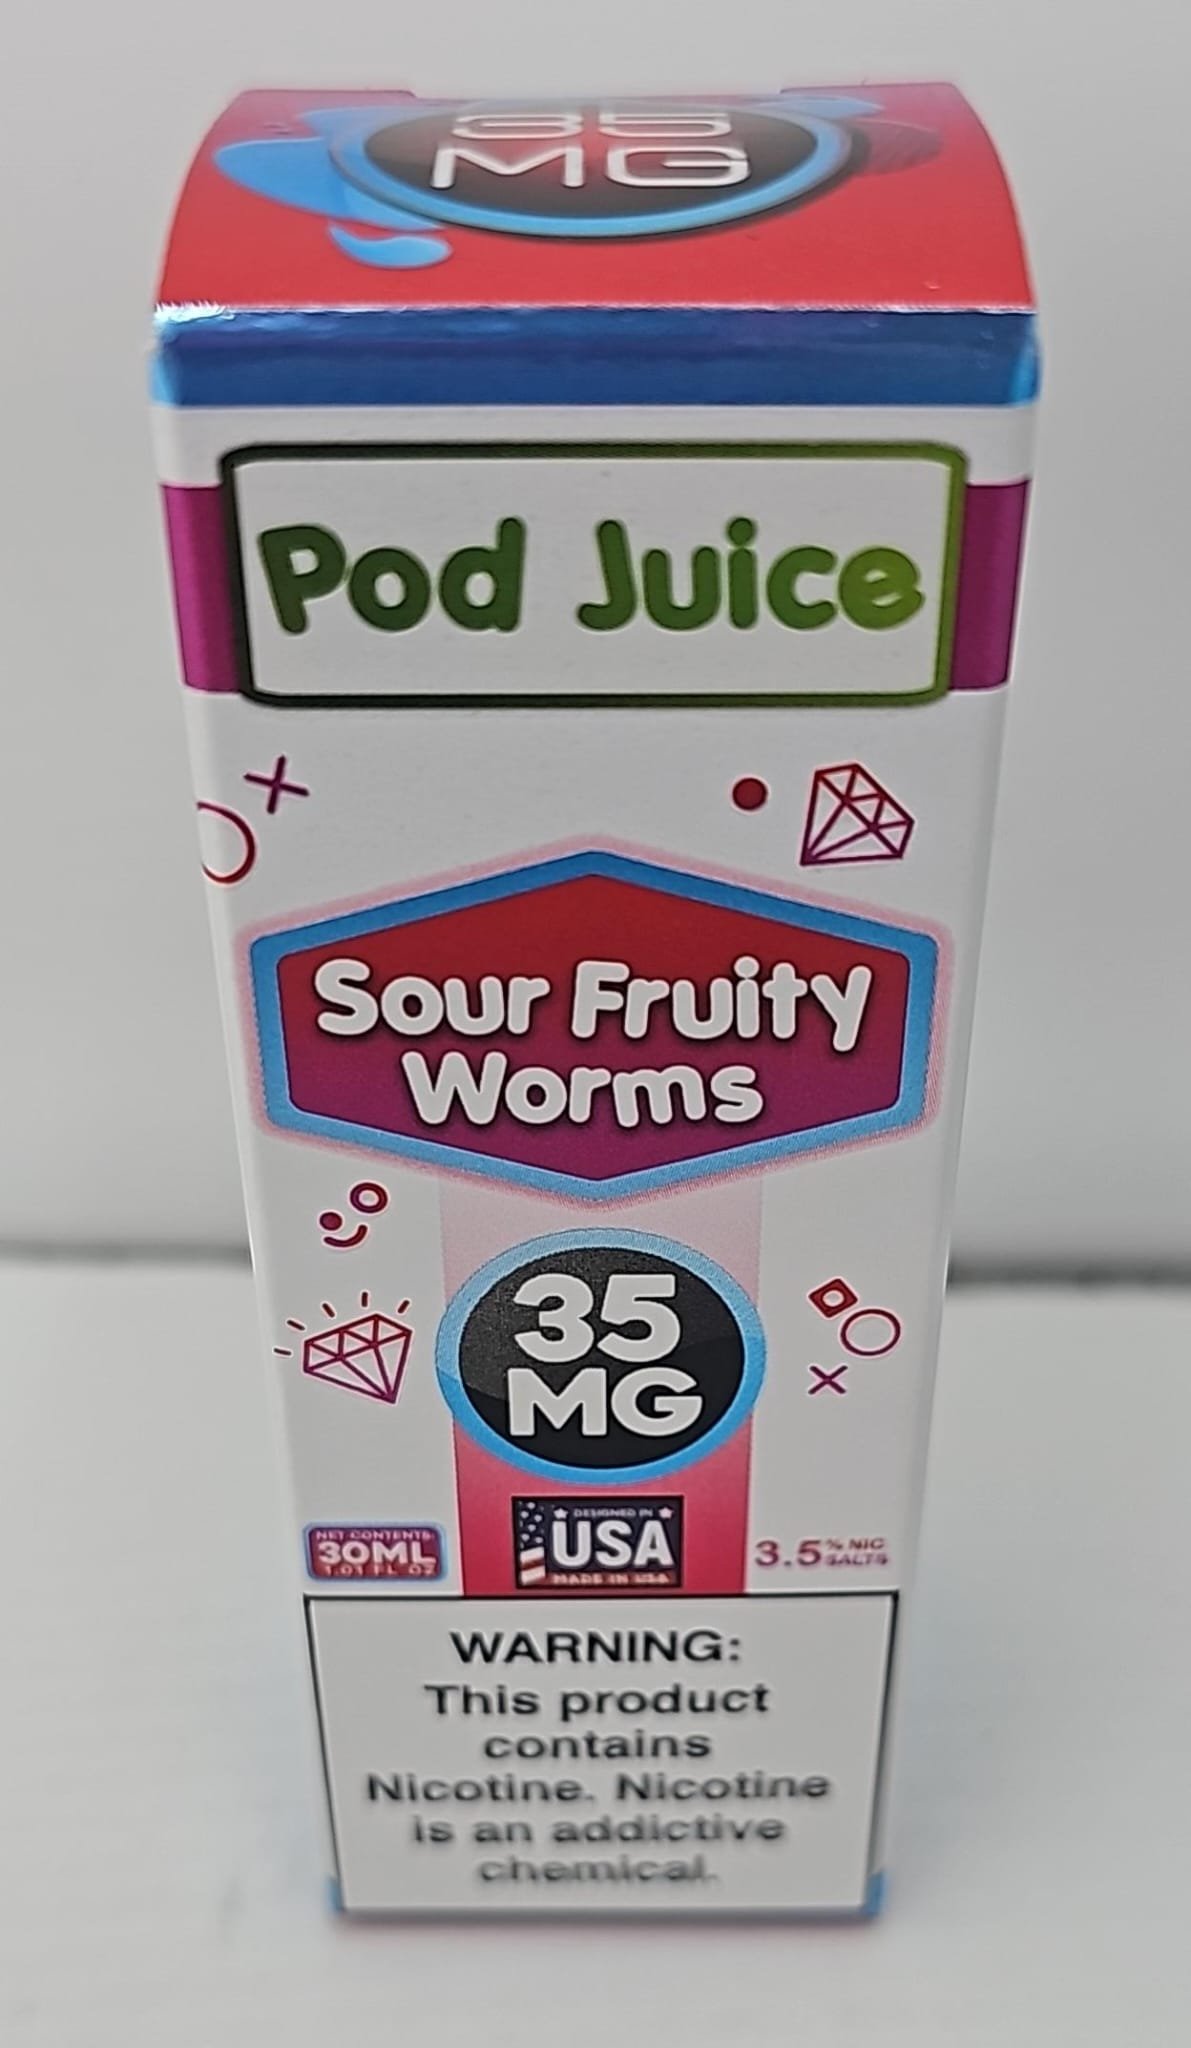 35
MG
Pod Juice
Sour Fruity
Worms
35
MG
NET CONTENTS:
30ML
1.01 FL OZ
DESIGNED IN
USA
MADE IN USA
3.5% NIC
SALTS
WARNING:
This product
contains
Nicotine. Nicotine
is an addictive
chemical.